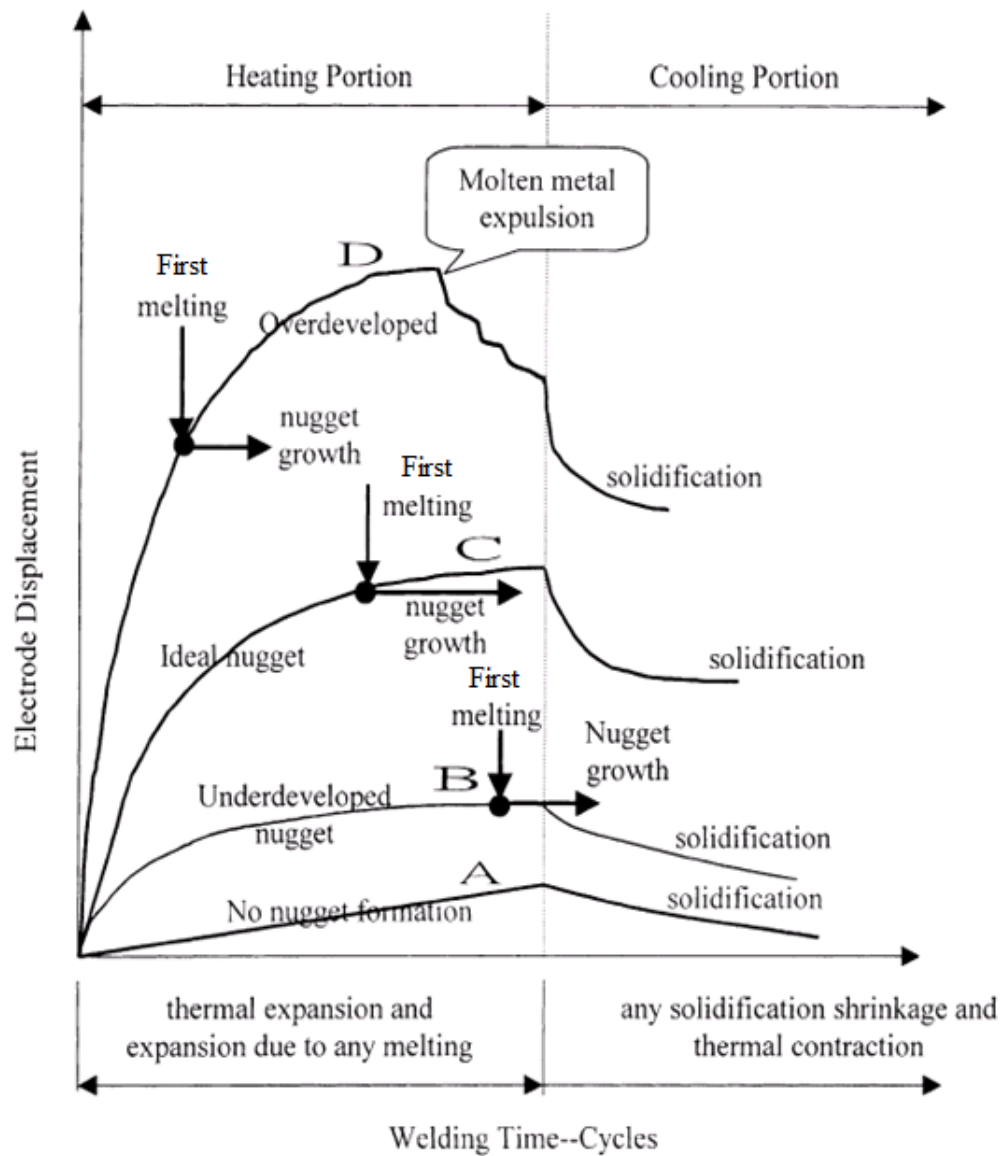 Heating Portion
Cooling Portion
Molten metal
expulsion
D
First
melting
Overdeveloped
nugget
growth
First
melting
solidification
C
nugget
growth
Ideal nugget
solidification
First
melting
Nugget
growth
B
Underdeveloped
nugget
solidification
A
No nugget formation
solidification
Electrode Displacement
thermal expansion and
expansion due to any melting
any solidification shrinkage and
thermal contraction
Welding Time--Cycles